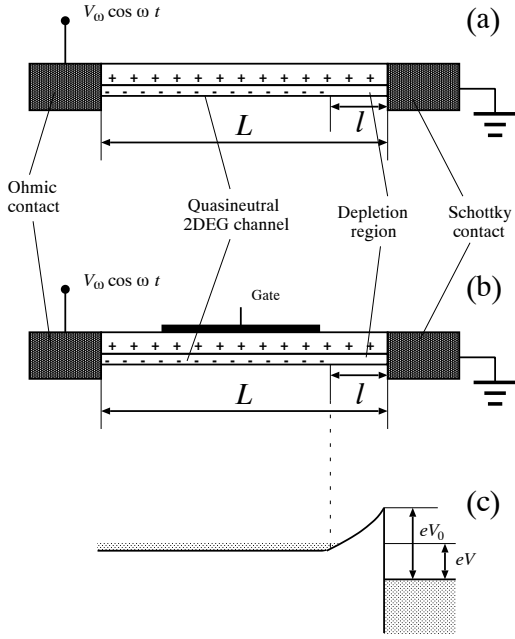 (a)
V_ω cos ω t
+ + + + + + + + + + + + +
- - - - - - - - - - -
L
l
Ohmic
contact
Quasineutral
2DEG channel
Depletion
region
Schottky
contact
(b)
V_ω cos ω t
Gate
+ + + + + + + + + + + + +
- - - - - - - - - - -
L
l
(c)
eV_0
eV